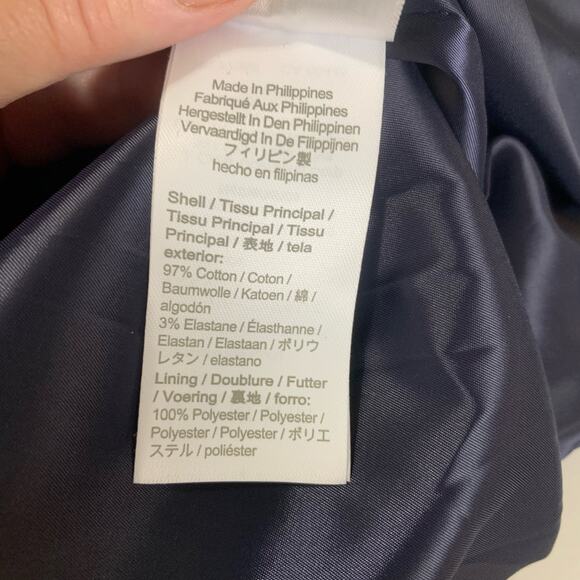 Made In Philippines
Fabriqué Aux Philippines
Hergestellt In Den Philippinen
Vervaardigd In De Filippijnen
フィリピン製
hecho en filipinas
Shell / Tissu Principal /
Tissu Principal / Tissu
Principal / 表地 / tela
exterior:
97% Cotton / Coton /
Baumwolle / Katoen / 綿 /
algodón
3% Elastane / Élasthanne /
Elastan / Elastaan / ポリウ
レタン / elastano
Lining / Doublure / Futter
/ Voering / 裏地 / forro:
100% Polyester / Polyester /
Polyester / Polyester / ポリエ
ステル / poliéster